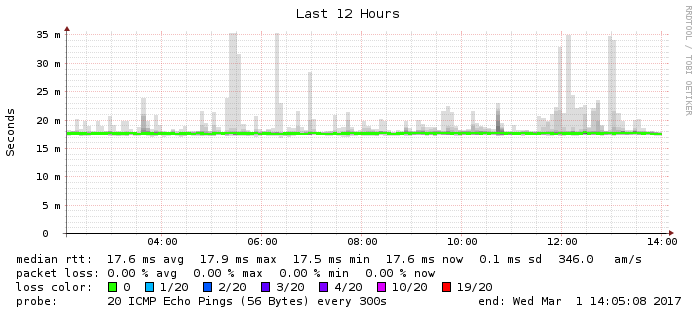 Last 12 Hours
RRDTOOL / TOBI OETIKER
Seconds
35 m
30 m
25 m
20 m
15 m
10 m
5 m
0
04:00 06:00 08:00 10:00 12:00 14:00
median rtt: 17.6 ms avg 17.9 ms max 17.5 ms min 17.6 ms now 0.1 ms sd 346.0 am/s
packet loss: 0.00 % avg 0.00 % max 0.00 % min 0.00 % now
loss color: 0 1/20 2/20 3/20 4/20 10/20 19/20
probe: 20 ICMP Echo Pings (56 Bytes) every 300s end: Wed Mar 1 14:05:08 2017